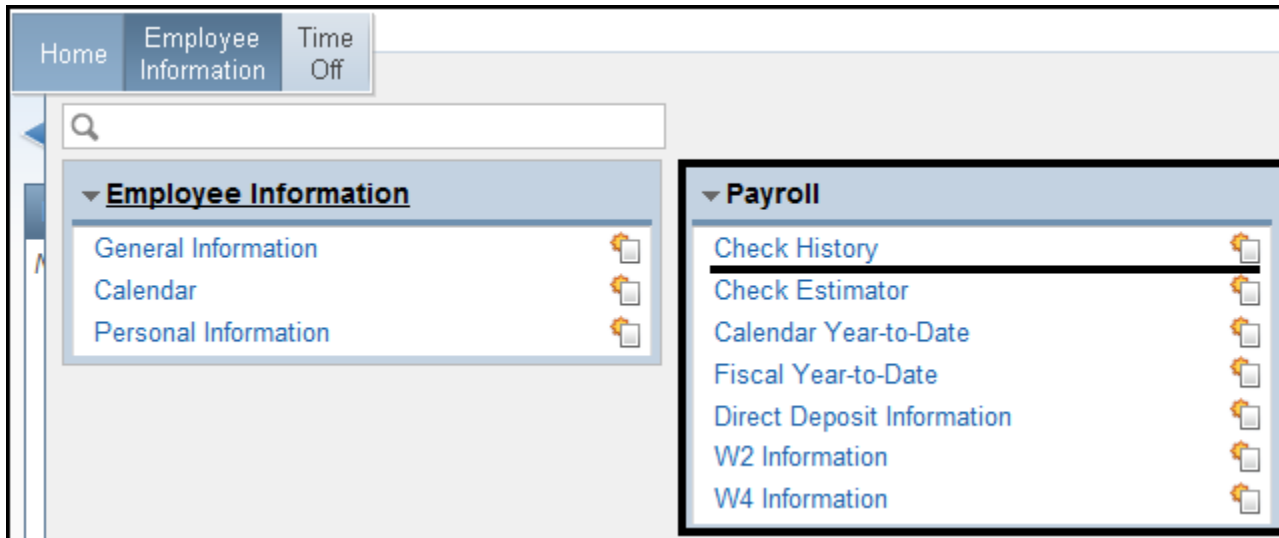 Home
Employee Information
Time Off
Employee Information
General Information
Calendar
Personal Information
Payroll
Check History
Check Estimator
Calendar Year-to-Date
Fiscal Year-to-Date
Direct Deposit Information
W2 Information
W4 Information